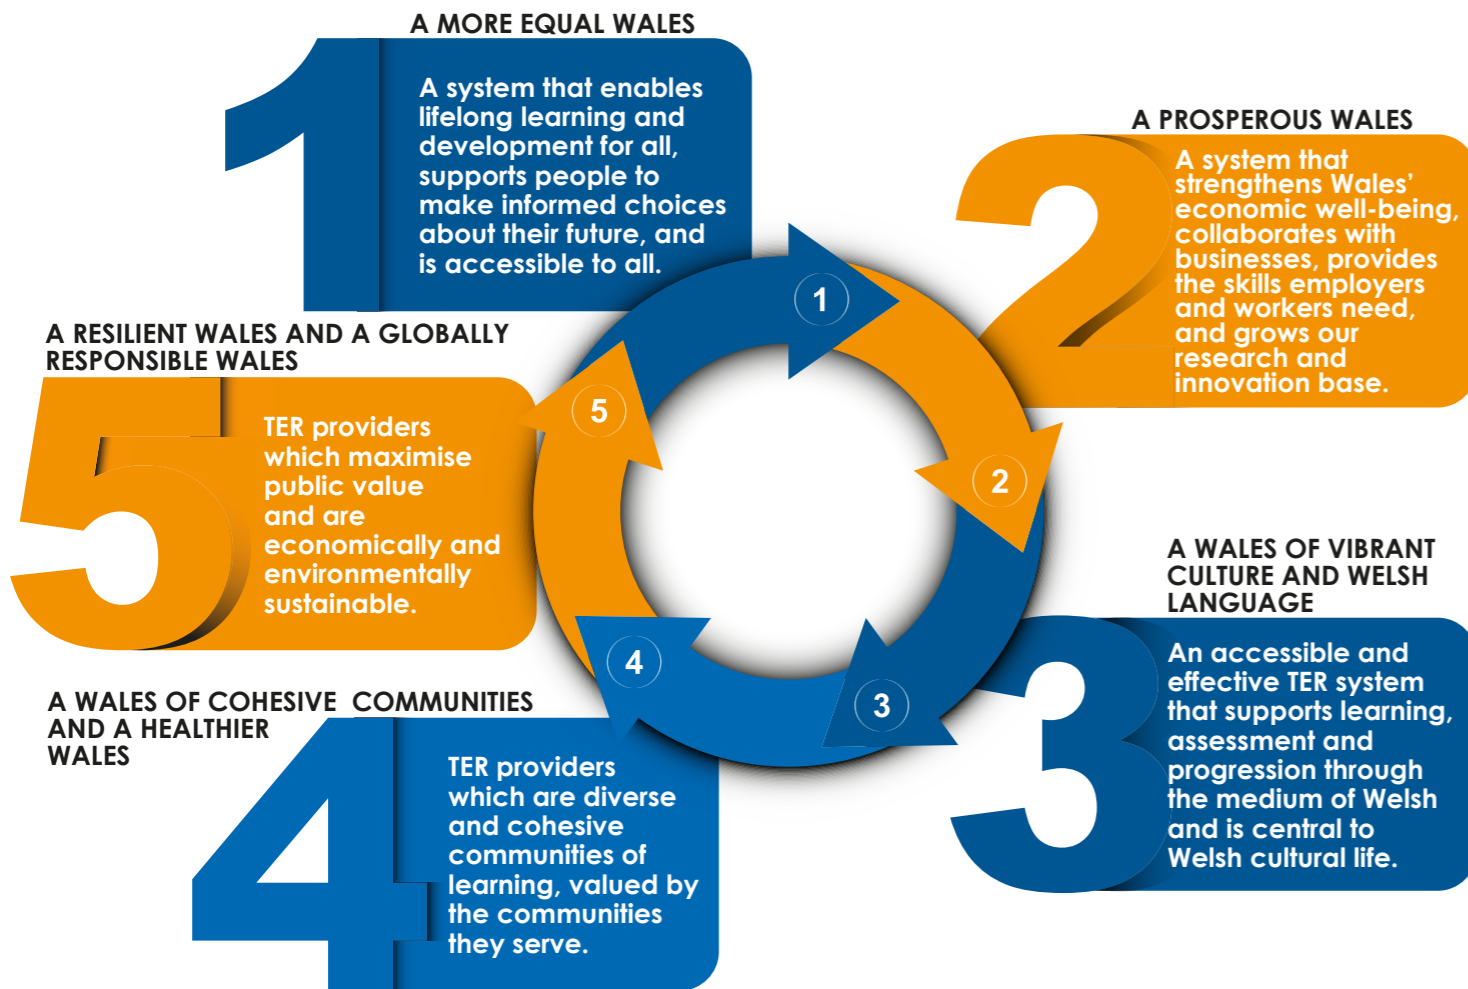 A MORE EQUAL WALES
1
A system that enables
lifelong learning and
development for all,
supports people to
make informed choices
about their future, and
is accessible to all.
A PROSPEROUS WALES
2
A system that
strengthens Wales’
economic well-being,
collaborates with
businesses, provides
the skills employers
and workers need,
and grows our
research and
innovation base.
A WALES OF VIBRANT
CULTURE AND WELSH
LANGUAGE
3
An accessible and
effective TER system
that supports learning,
assessment and
progression through
the medium of Welsh
and is central to
Welsh cultural life.
A WALES OF COHESIVE COMMUNITIES
AND A HEALTHIER
WALES
4
TER providers
which are diverse
and cohesive
communities of
learning, valued by
the communities
they serve.
A RESILIENT WALES AND A GLOBALLY
RESPONSIBLE WALES
5
TER providers
which maximise
public value
and are
economically and
environmentally
sustainable.
1
2
3
4
5